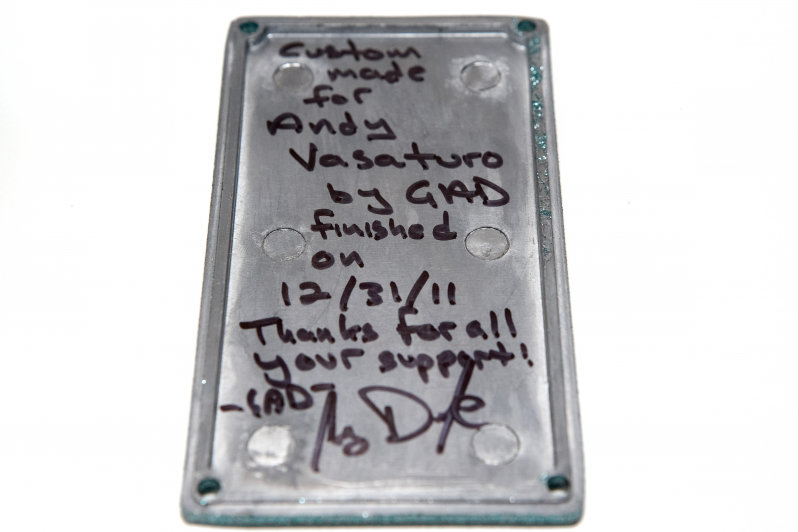 Custom
made
for
Andy
Vasaturo
by GAD
finished
on
12/31/11
Thanks for all
your support!
-GAD-